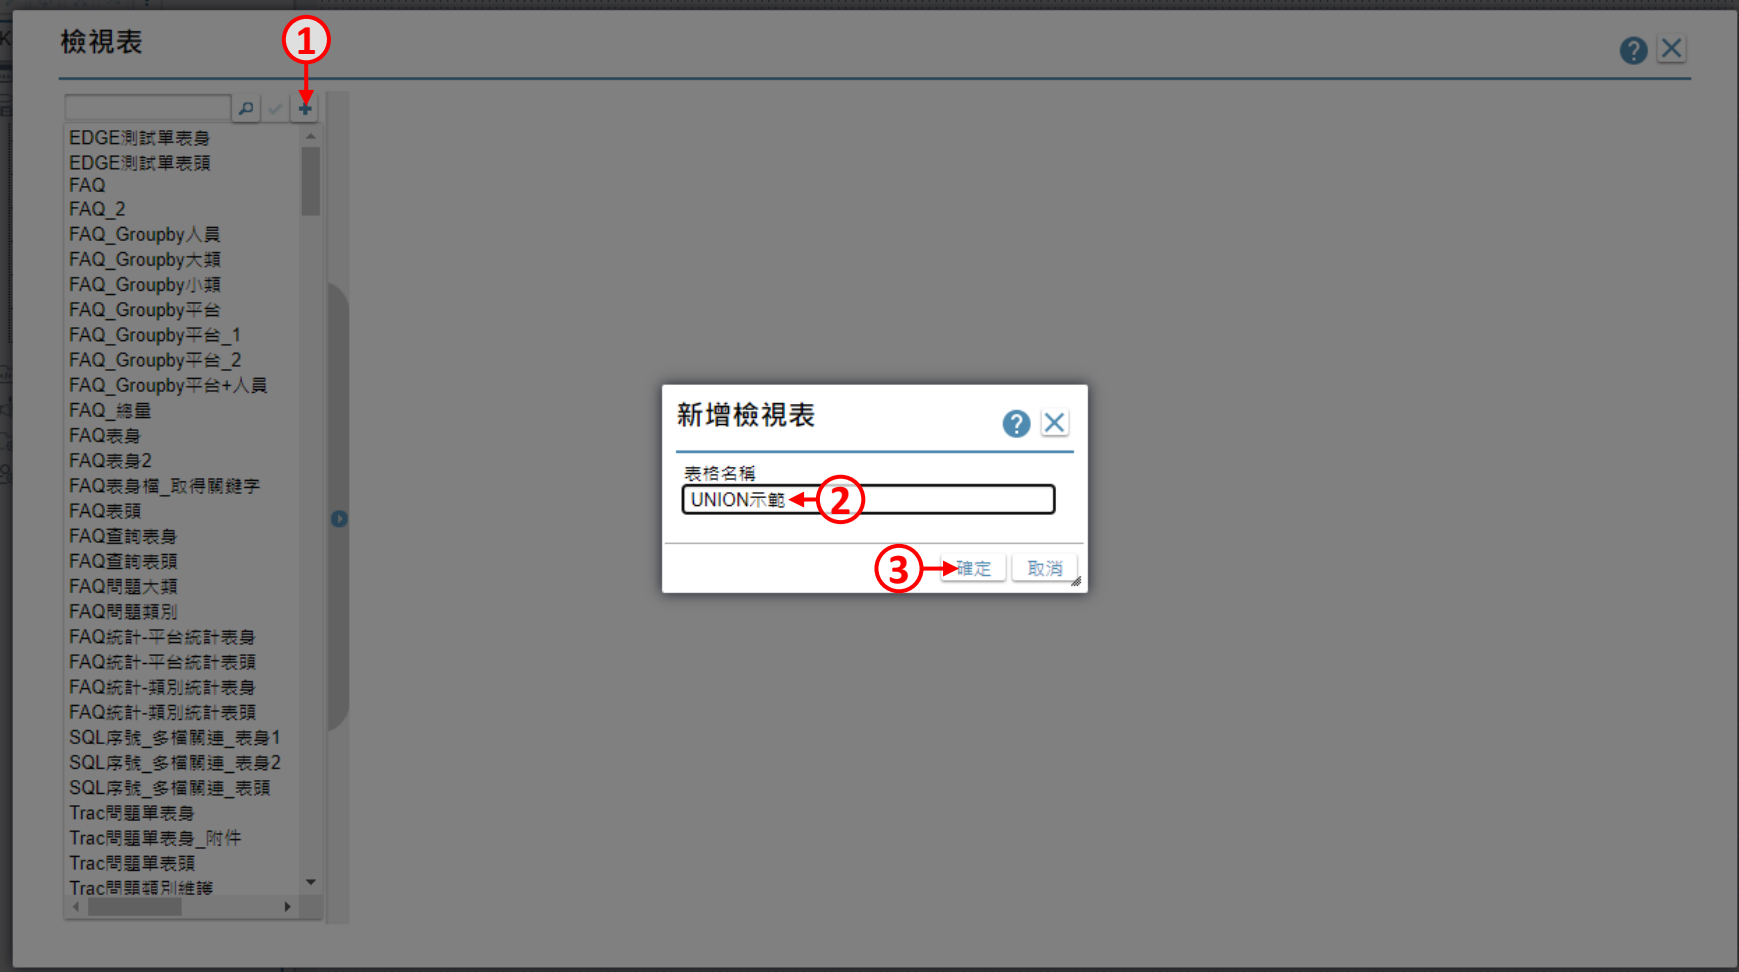 檢視表
1
EDGE測試單表身
EDGE測試單表頭
FAQ
FAQ_2
FAQ_Groupby人員
FAQ_Groupby大類
FAQ_Groupby小類
FAQ_Groupby平台
FAQ_Groupby平台_1
FAQ_Groupby平台_2
FAQ_Groupby平台+人員
FAQ_總量
FAQ表身
FAQ表身2
FAQ表身檔_取得關鍵字
FAQ表頭
FAQ查詢表身
FAQ查詢表頭
FAQ問題大類
FAQ問題類別
FAQ統計-平台統計表身
FAQ統計-平台統計表頭
FAQ統計-類別統計表身
FAQ統計-類別統計表頭
SQL序號_多檔關連_表身1
SQL序號_多檔關連_表身2
SQL序號_多檔關連_表頭
Trac問題單表身
Trac問題單表身_附件
Trac問題單表頭
Trac問題類別維護
新增檢視表
表格名稱
UNION示範
2
3
確定
取消